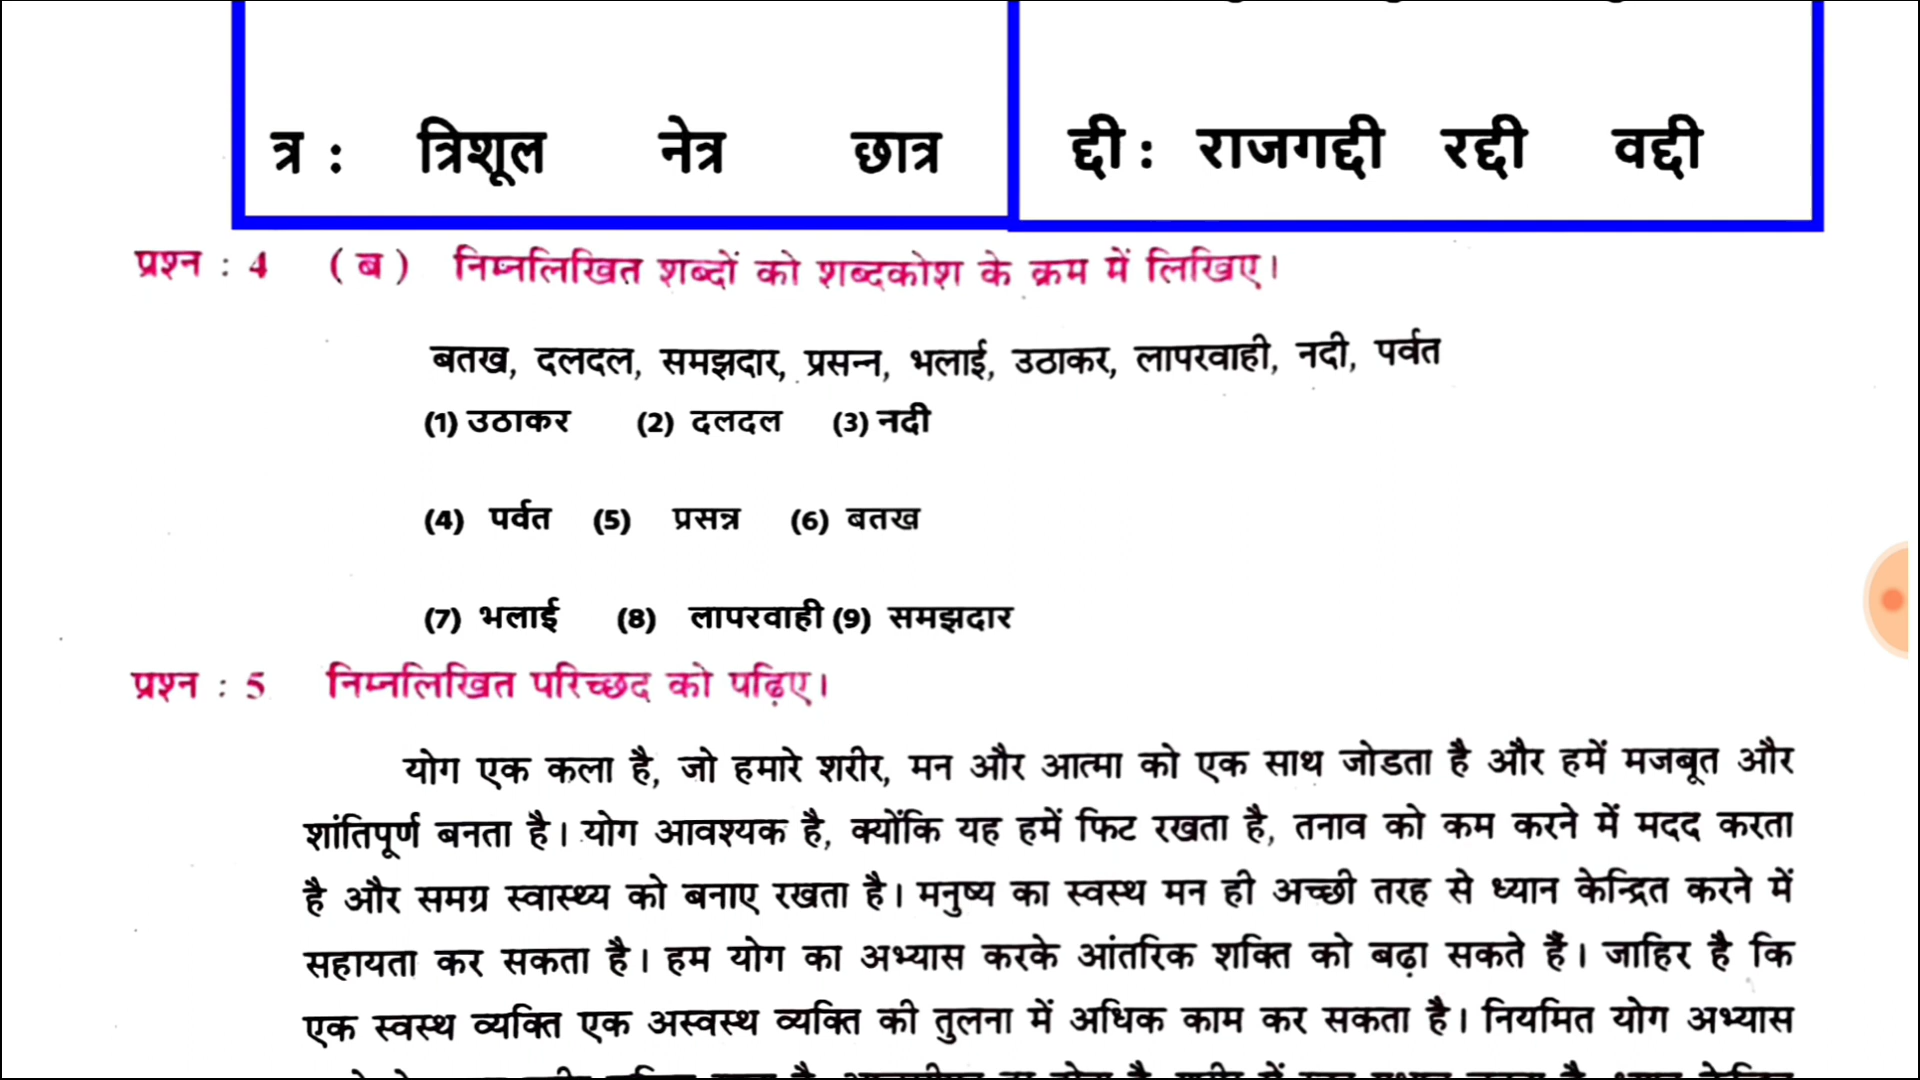 त्र : त्रिशूल नेत्र छात्र
द्दी : राजगद्दी रद्दी वद्दी
प्रश्न : 4 ( ब ) निम्नलिखित शब्दों को शब्दकोश के क्रम में लिखिए।
बतख, दलदल, समझदार, प्रसन्न, भलाई, उठाकर, लापरवाही, नदी, पर्वत
(1) उठाकर (2) दलदल (3) नदी
(4) पर्वत (5) प्रसन्न (6) बतख
(7) भलाई (8) लापरवाही (9) समझदार
प्रश्न : 5 निम्नलिखित परिच्छद को पढ़िए।
योग एक कला है, जो हमारे शरीर, मन और आत्मा को एक साथ जोडता है और हमें मजबूत और
शांतिपूर्ण बनता है। योग आवश्यक है, क्योंकि यह हमें फिट रखता है, तनाव को कम करने में मदद करता
है और समग्र स्वास्थ्य को बनाए रखता है। मनुष्य का स्वस्थ मन ही अच्छी तरह से ध्यान केन्द्रित करने में
सहायता कर सकता है। हम योग का अभ्यास करके आंतरिक शक्ति को बढ़ा सकते हैं। जाहिर है कि
एक स्वस्थ व्यक्ति एक अस्वस्थ व्यक्ति की तुलना में अधिक काम कर सकता है। नियमित योग अभ्यास